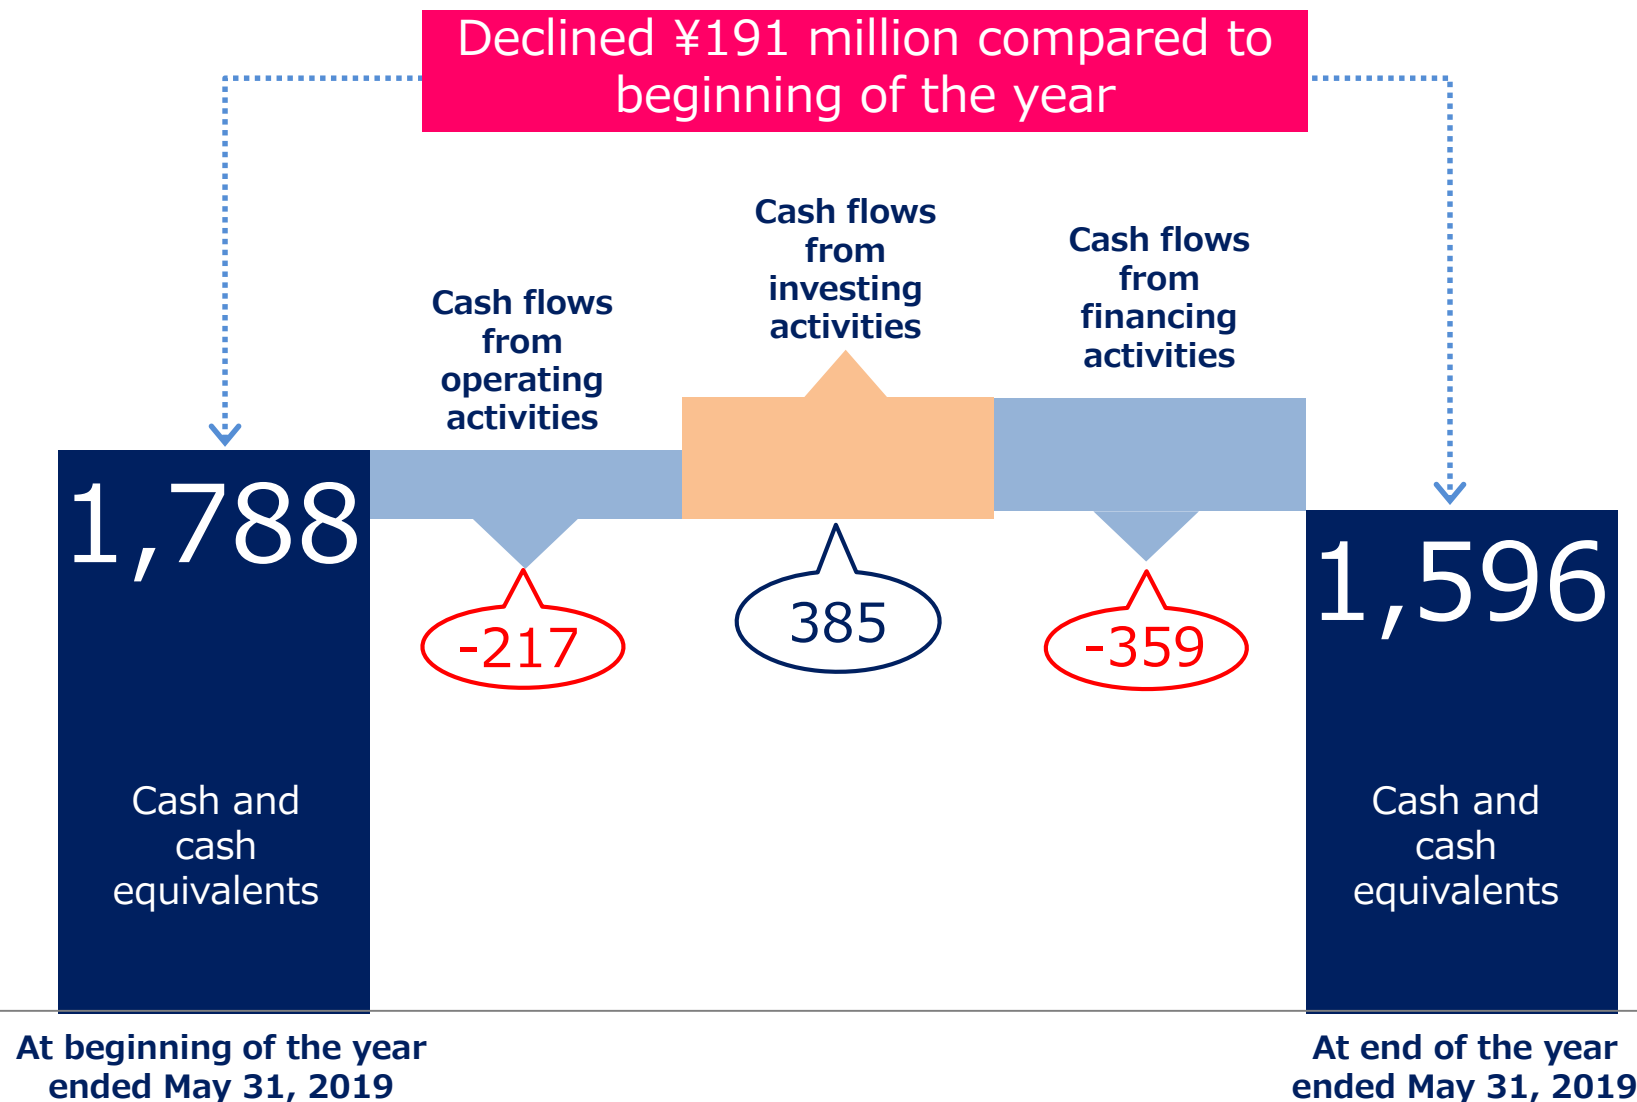 Declined ¥191 million compared to
beginning of the year
Cash flows
from
operating
activities
Cash flows
from
investing
activities
Cash flows
from
financing
activities
1,788
-217
385
-359
1,596
Cash and
cash
equivalents
Cash and
cash
equivalents
At beginning of the year
ended May 31, 2019
At end of the year
ended May 31, 2019